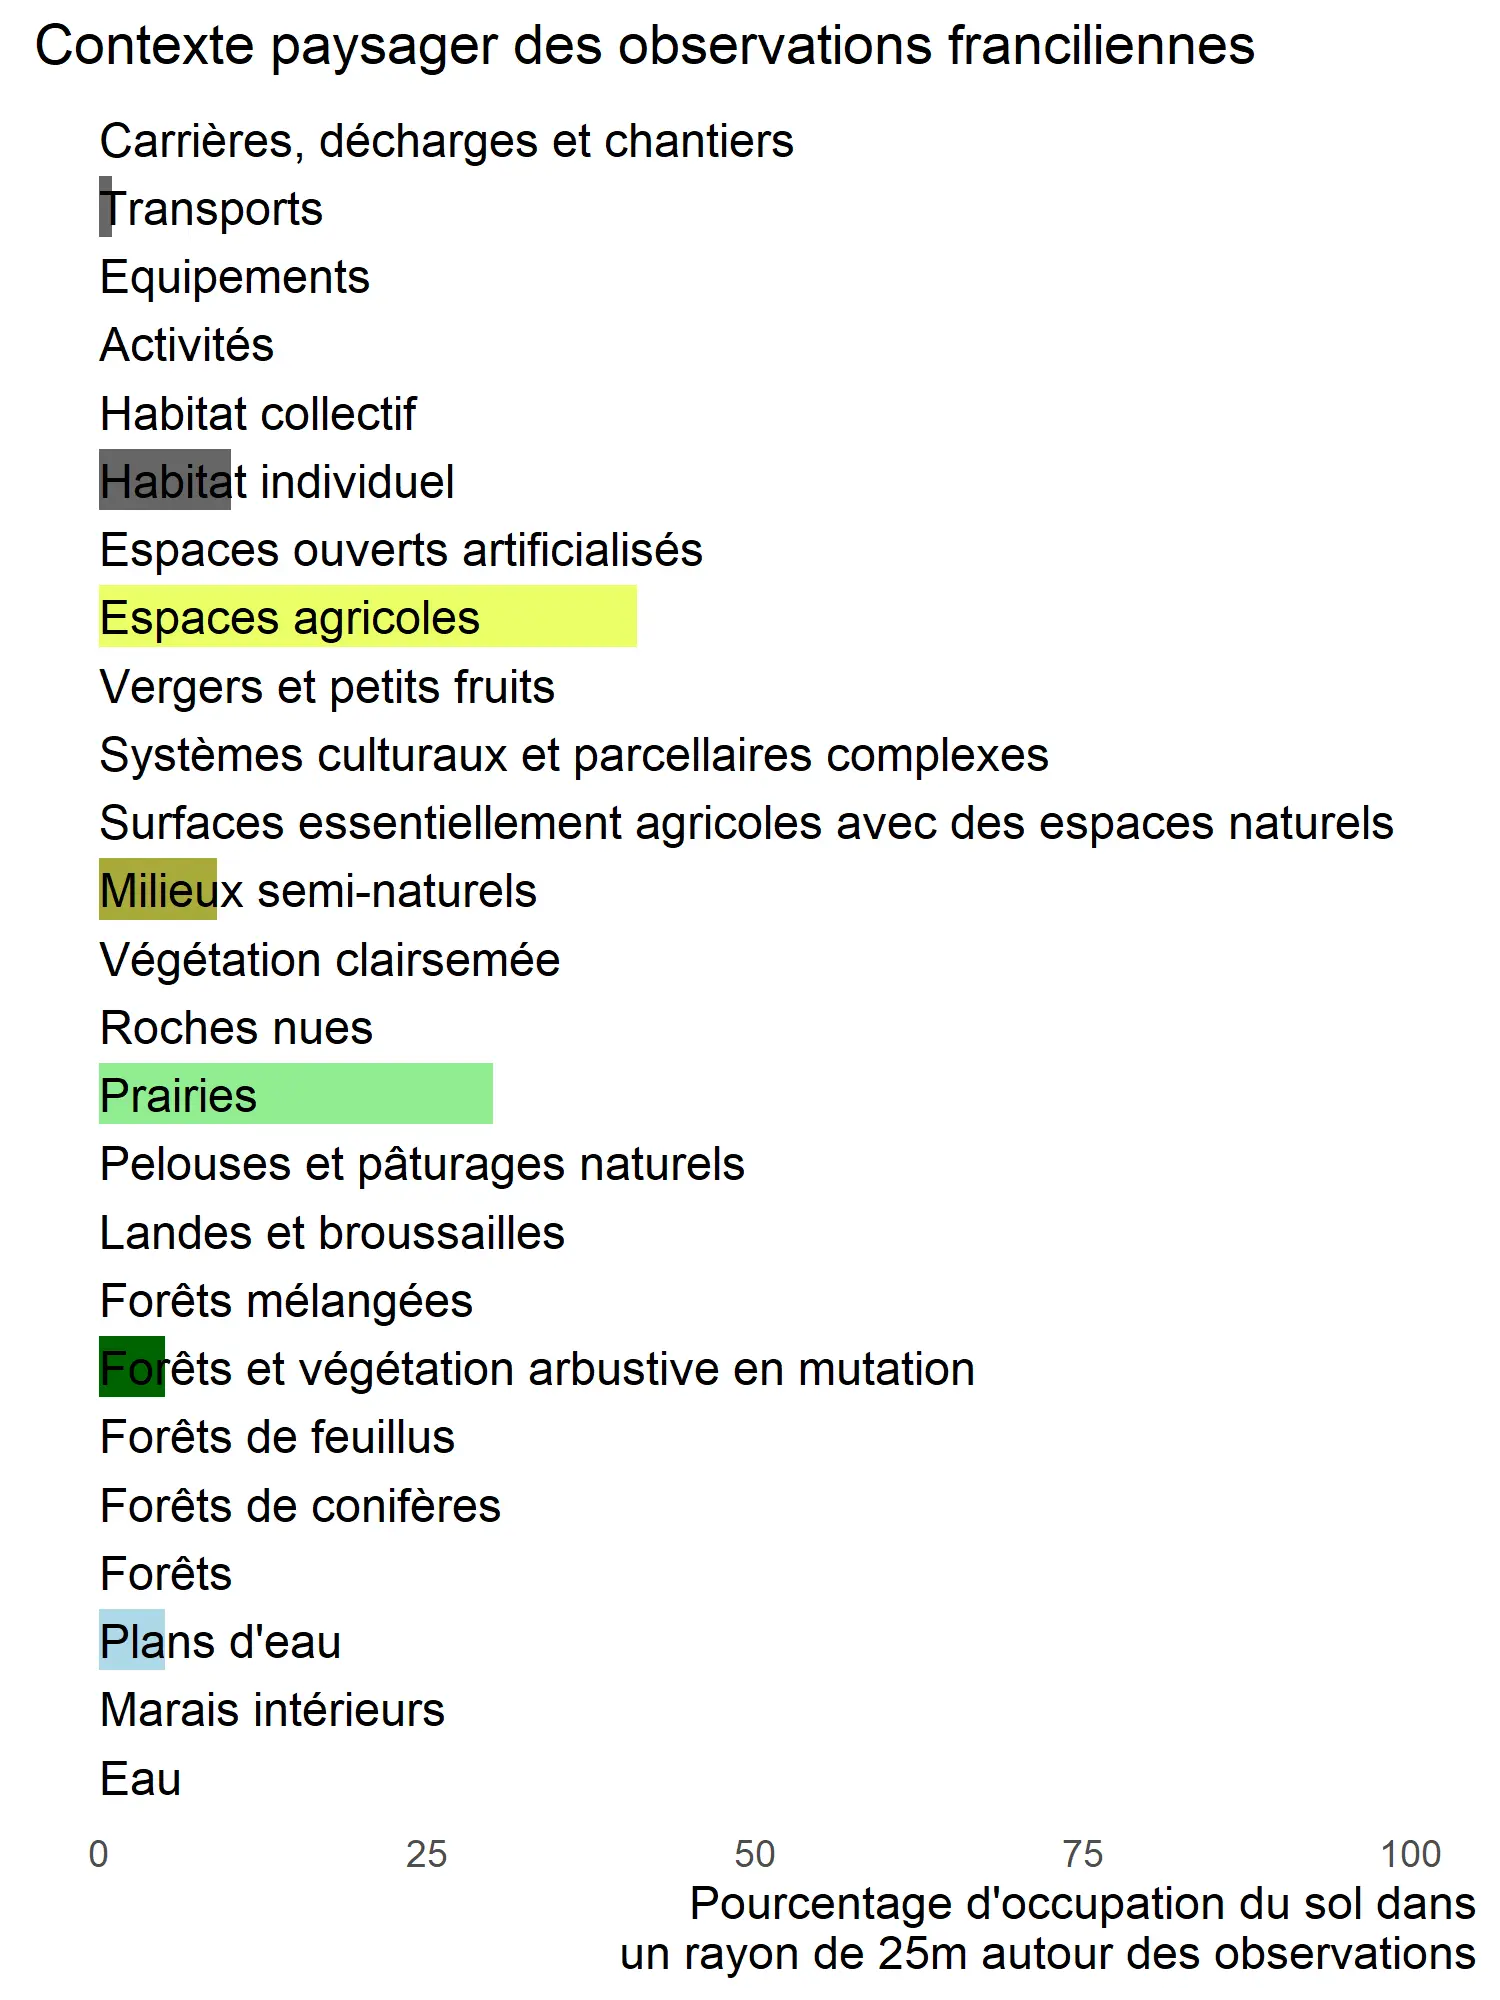 Contexte paysager des observations franciliennes
Carrières, décharges et chantiers
Transports
Equipements
Activités
Habitat collectif
Habitat individuel
Espaces ouverts artificialisés
Espaces agricoles
Vergers et petits fruits
Systèmes culturaux et parcellaires complexes
Surfaces essentiellement agricoles avec des espaces naturels
Milieux semi-naturels
Végétation clairsemée
Roches nues
Prairies
Pelouses et pâturages naturels
Landes et broussailles
Forêts mélangées
Forêts et végétation arbustive en mutation
Forêts de feuillus
Forêts de conifères
Forêts
Plans d'eau
Marais intérieurs
Eau
0 25 50 75 100
Pourcentage d'occupation du sol dans
un rayon de 25m autour des observations